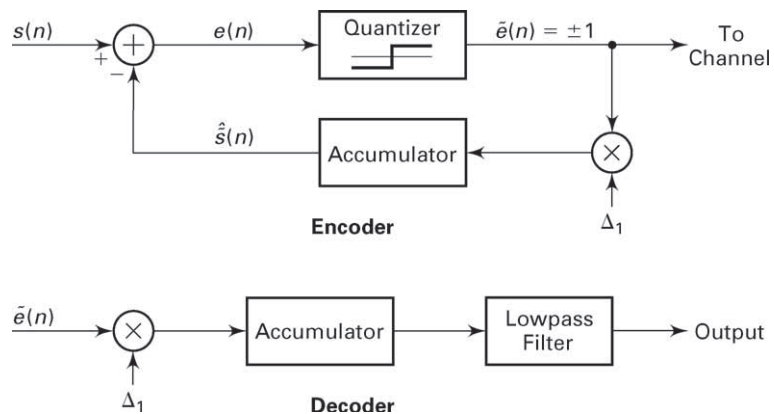 s(n)
+
−
+
e(n)
Quantizer
ẽ(n) = ±1
To
Channel
ŝ̃(n)
Accumulator
×
Δ₁
Encoder
ẽ(n)
×
Δ₁
Accumulator
Lowpass
Filter
Output
Decoder